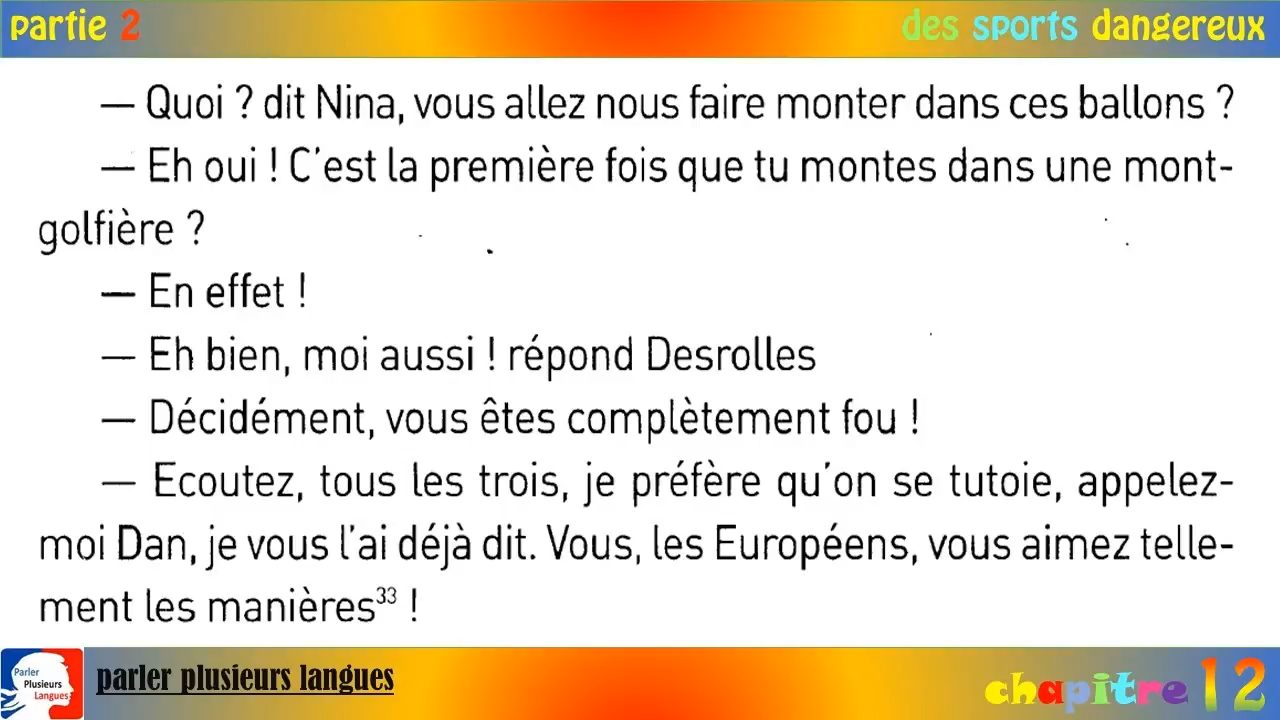 partie 2
des sports dangereux
— Quoi ? dit Nina, vous allez nous faire monter dans ces ballons ?
— Eh oui ! C'est la première fois que tu montes dans une mont-
golfière ?
— En effet !
— Eh bien, moi aussi ! répond Desrolles
— Décidément, vous êtes complètement fou !
— Ecoutez, tous les trois, je préfère qu'on se tutoie, appelez-
moi Dan, je vous l'ai déjà dit. Vous, les Européens, vous aimez telle-
ment les manières³³ !
Parler
Plusieurs
Langues
parler plusieurs langues
chapitre 12